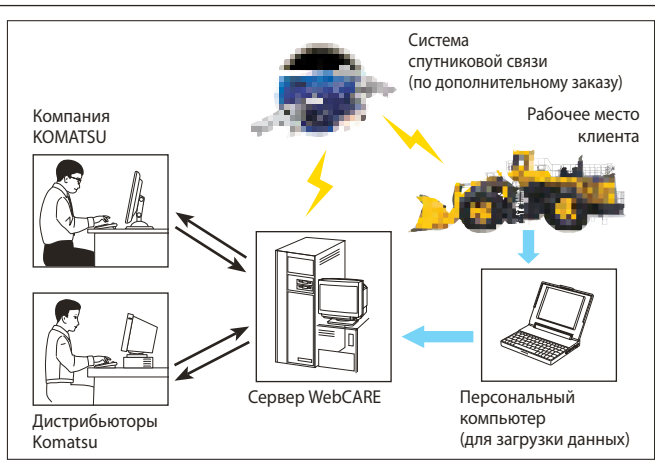 Система
спутниковой связи
(по дополнительному заказу)
Компания
KOMATSU
Рабочее место
клиента
Сервер WebCARE
Дистрибьюторы
Komatsu
Персональный
компьютер
(для загрузки данных)